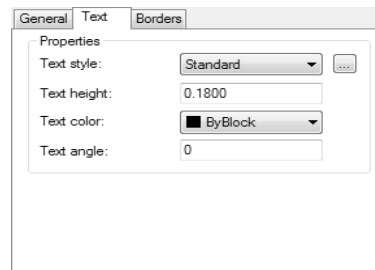 General Text Borders
Properties
Text style: Standard ...
Text height: 0.1800
Text color: ByBlock
Text angle: 0